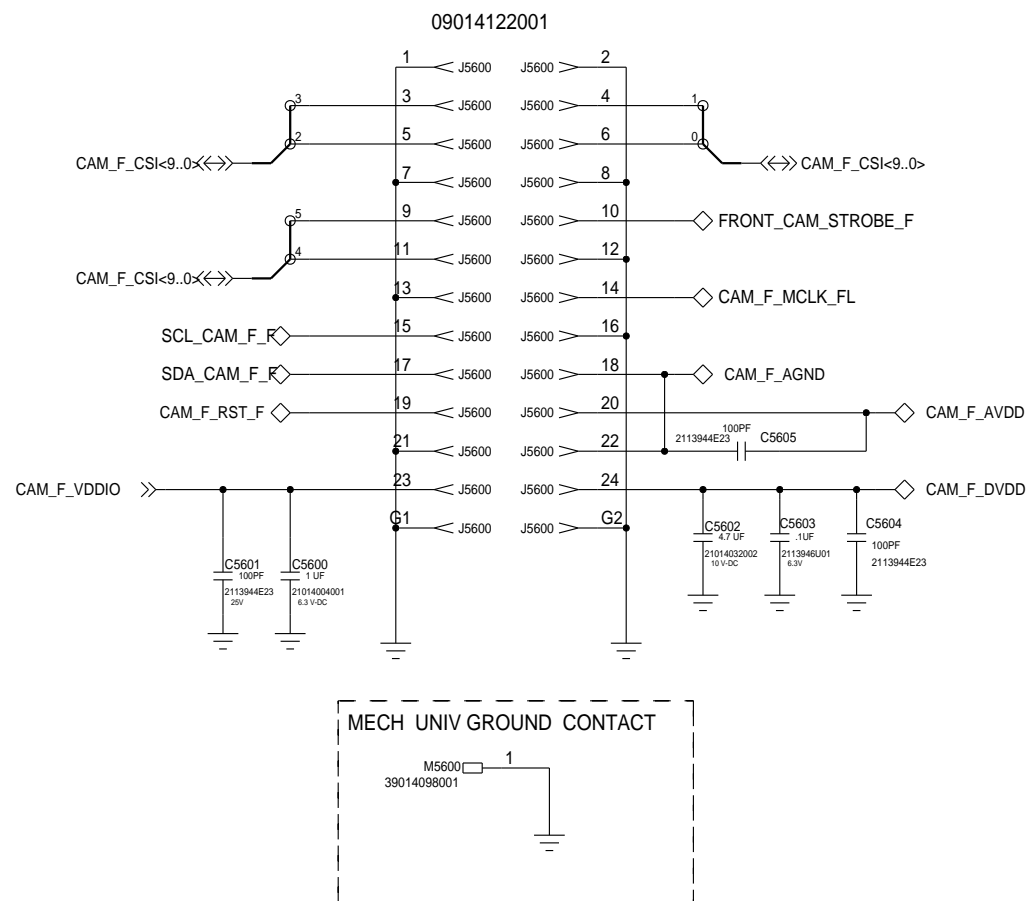 09014122001
1 J5600 J5600 2
3 3 J5600 J5600 4 1
2 5 J5600 J5600 6 0
CAM_F_CSI<9..0> CAM_F_CSI<9..0>
7 J5600 J5600 8
5 9 J5600 J5600 10 FRONT_CAM_STROBE_F
4 11 J5600 J5600 12
CAM_F_CSI<9..0>
13 J5600 J5600 14 CAM_F_MCLK_FL
SCL_CAM_F_F 15 J5600 J5600 16
SDA_CAM_F_F 17 J5600 J5600 18 CAM_F_AGND
CAM_F_RST_F 19 J5600 J5600 20 CAM_F_AVDD
21 J5600 J5600 22
100PF
2113944E23 C5605
CAM_F_VDDIO 23 J5600 J5600 24 CAM_F_DVDD
G1 J5600 J5600 G2
C5602
4.7 UF
21014032002
10 V-DC
C5603
.1UF
2113946U01
6.3V
C5604
100PF
2113944E23
C5601
100PF
2113944E23
25V
C5600
1 UF
21014004001
6.3 V-DC
MECH UNIV GROUND CONTACT
M5600 1
39014098001